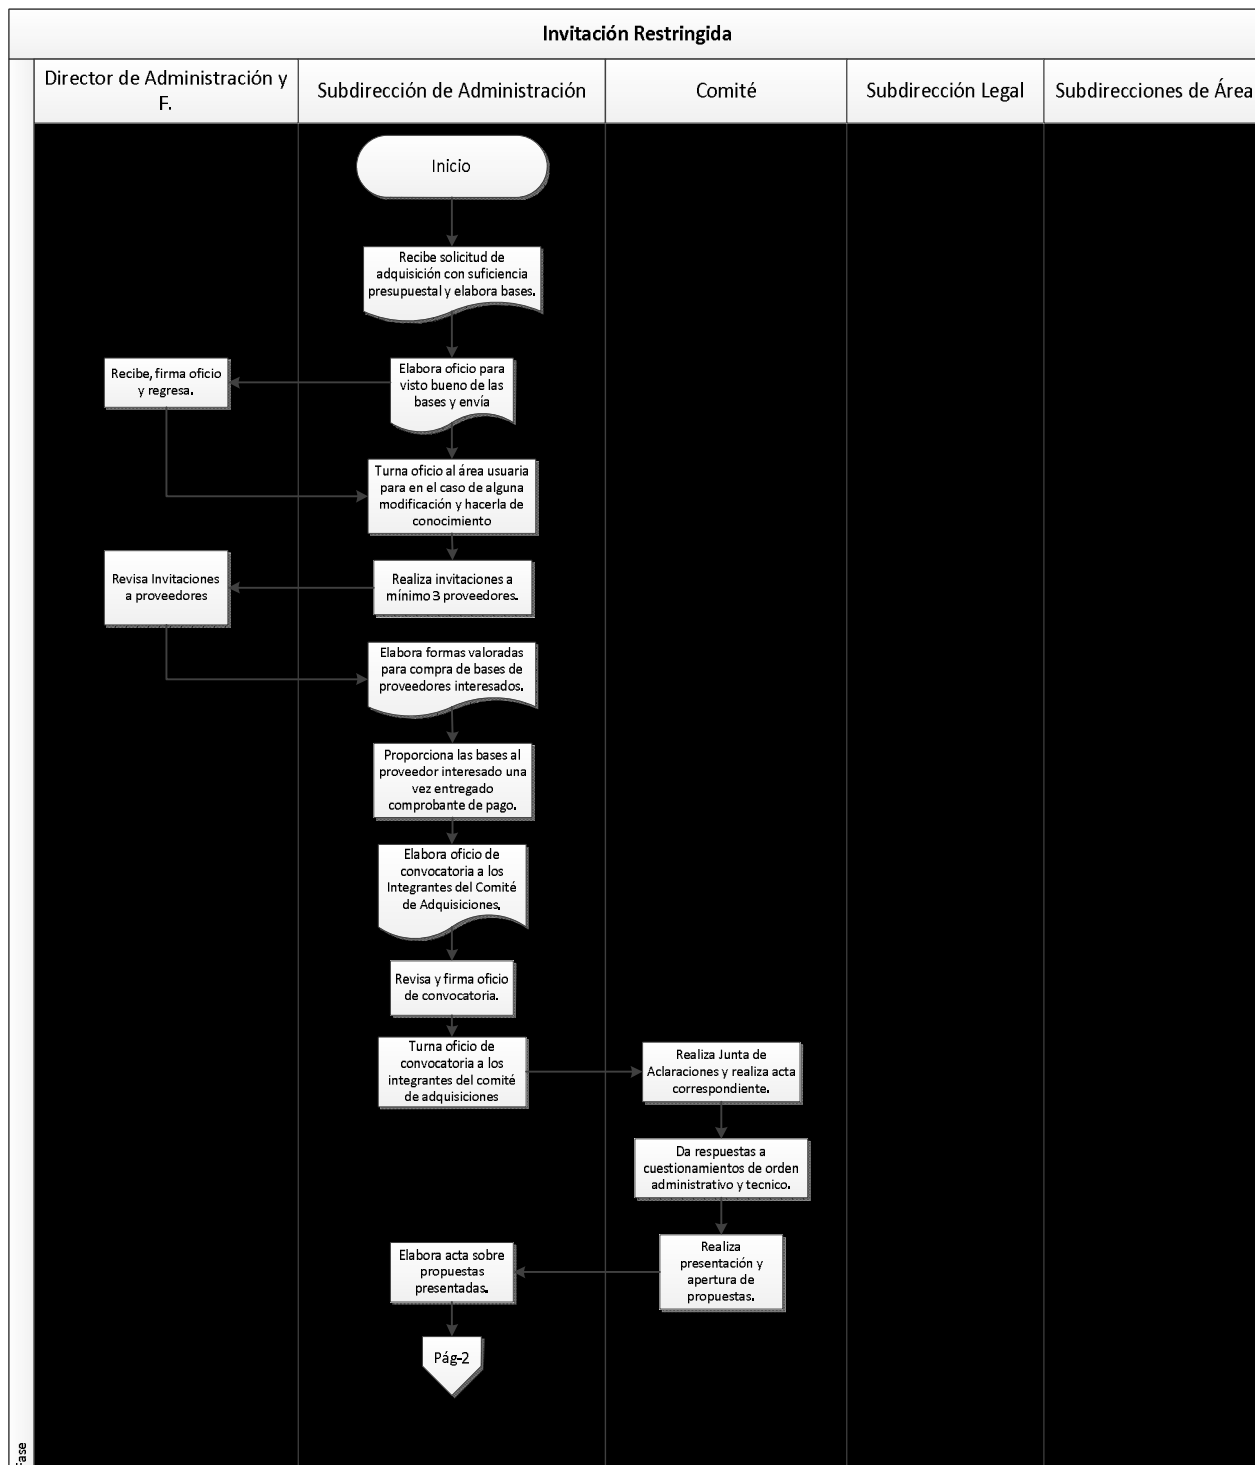 Invitación Restringida
Director de Administración y
F.
Subdirección de Administración
Comité
Subdirección Legal
Subdirecciones de Área
Inicio
Recibe solicitud de
adquisición con suficiencia
presupuestal y elabora bases.
Recibe, firma oficio
y regresa.
Elabora oficio para
visto bueno de las
bases y envía
Turna oficio al área usuaria
para en el caso de alguna
modificación y hacerla de
conocimiento
Revisa Invitaciones
a proveedores
Realiza invitaciones a
mínimo 3 proveedores.
Elabora formas valoradas
para compra de bases de
proveedores interesados.
Proporciona las bases al
proveedor interesado una
vez entregado
comprobante de pago.
Elabora oficio de
convocatoria a los
Integrantes del Comité
de Adquisiciones.
Revisa y firma oficio
de convocatoria.
Turna oficio de
convocatoria a los
integrantes del comité
de adquisiciones
Realiza Junta de
Aclaraciones y realiza acta
correspondiente.
Da respuestas a
cuestionamientos de orden
administrativo y tecnico.
Realiza
presentación y
apertura de
propuestas.
Elabora acta sobre
propuestas
presentadas.
Pág-2
Fase